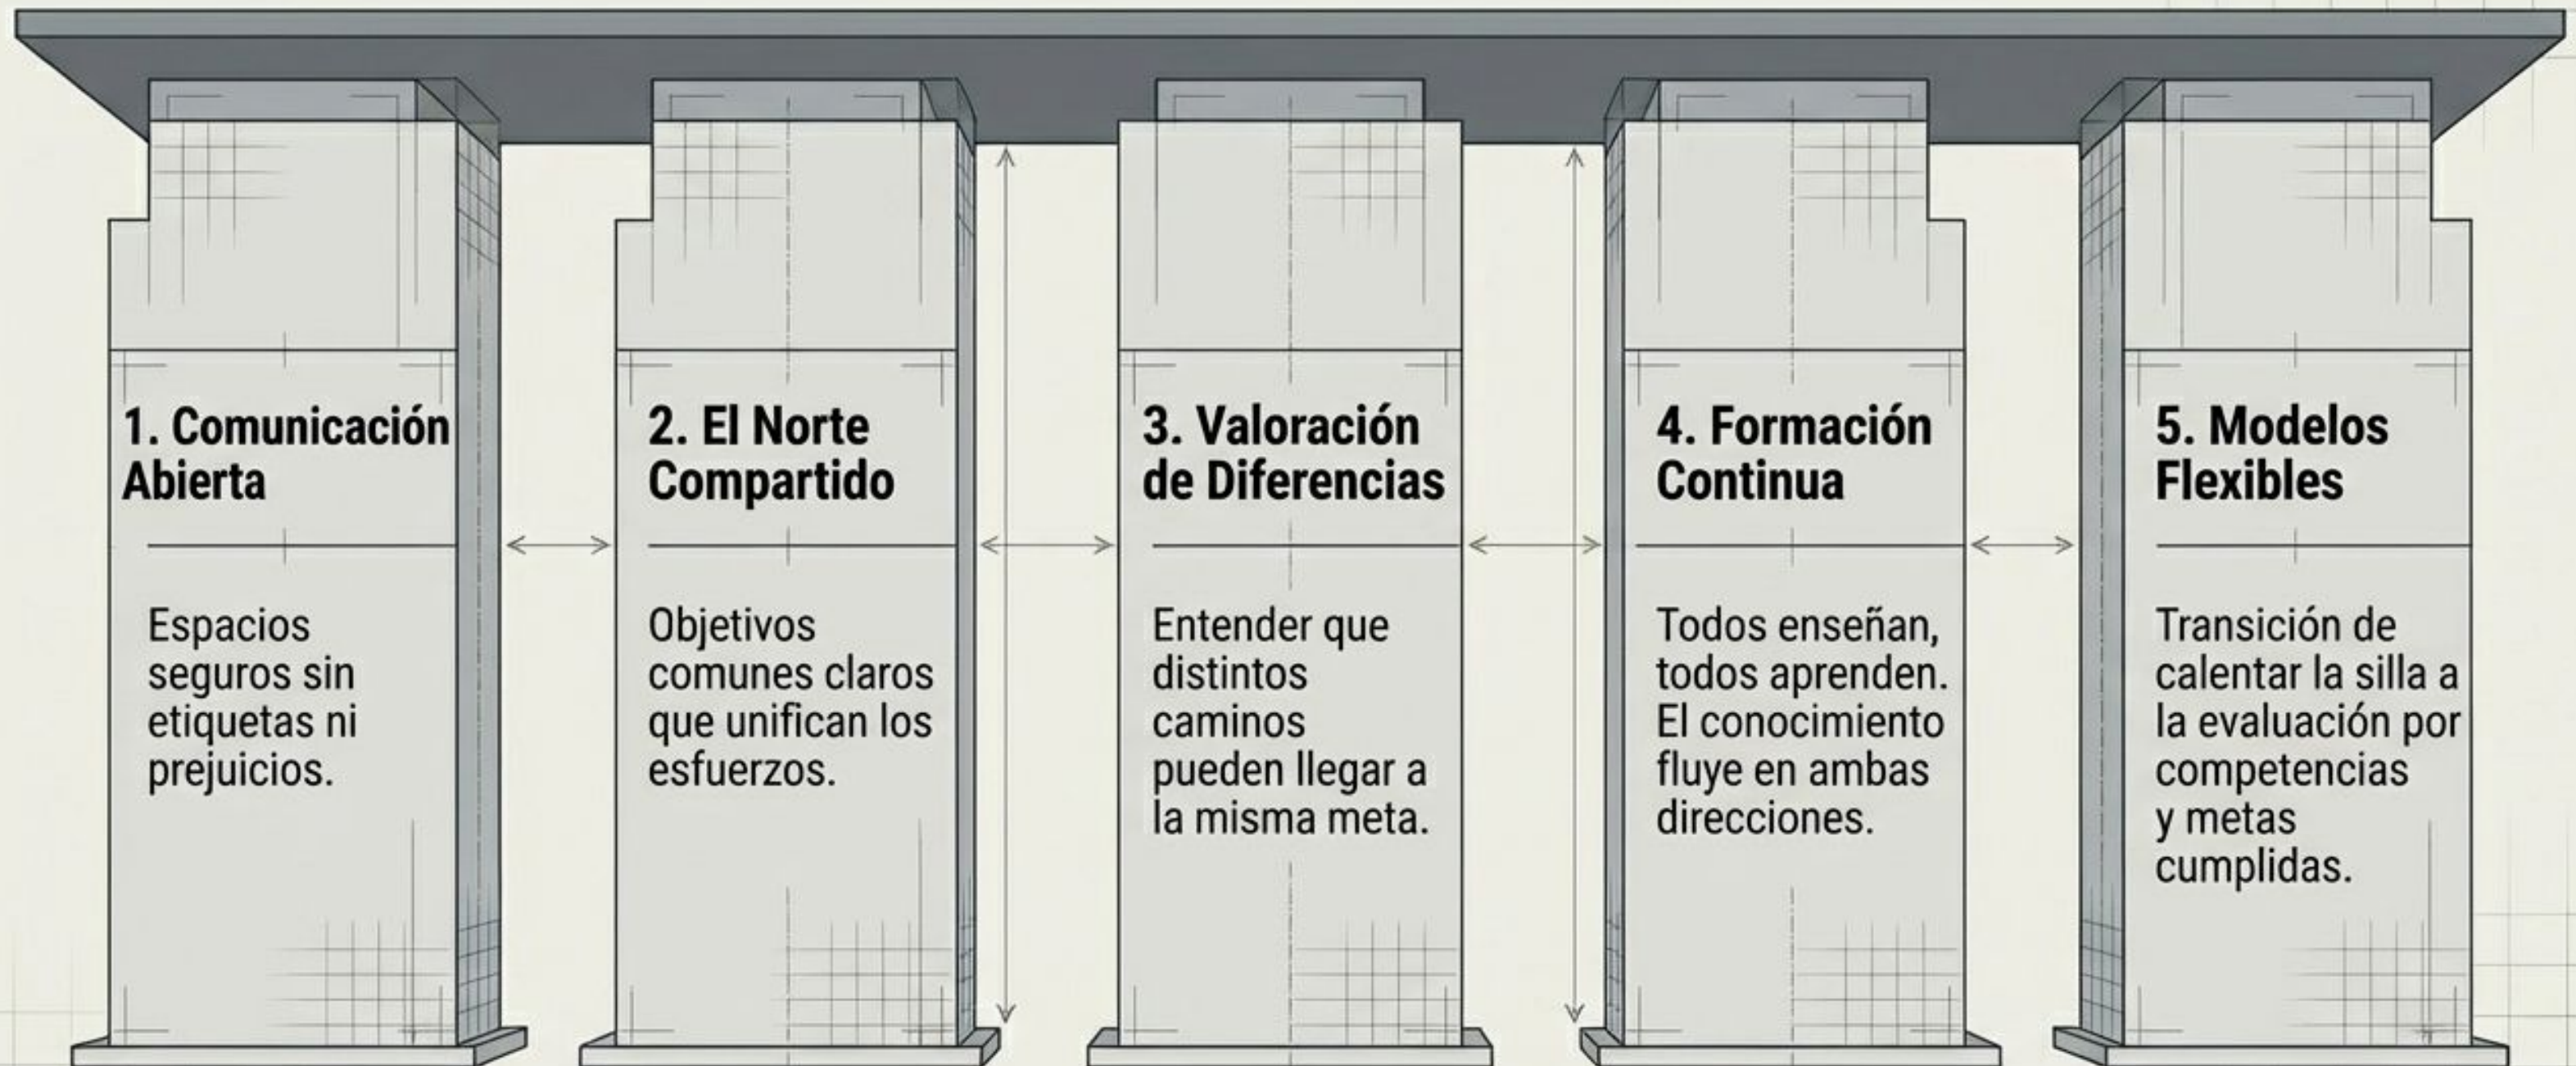 1. Comunicación
Abierta
Espacios
seguros sin
etiquetas ni
prejuicios.
2. El Norte
Compartido
Objetivos
comunes claros
que unifican los
esfuerzos.
3. Valoración
de Diferencias
Entender que
distintos
caminos
pueden llegar a
la misma meta.
4. Formación
Continua
Todos enseñan,
todos aprenden.
El conocimiento
fluye en ambas
direcciones.
5. Modelos
Flexibles
Transición de
calentar la silla a
la evaluación por
competencias
y metas
cumplidas.